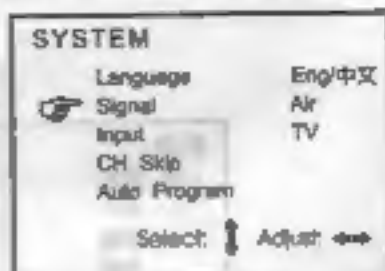 SYSTEM
Language Eng/中文
Signal Air
Input TV
CH Skip
Auto Program
Select: Adjust: